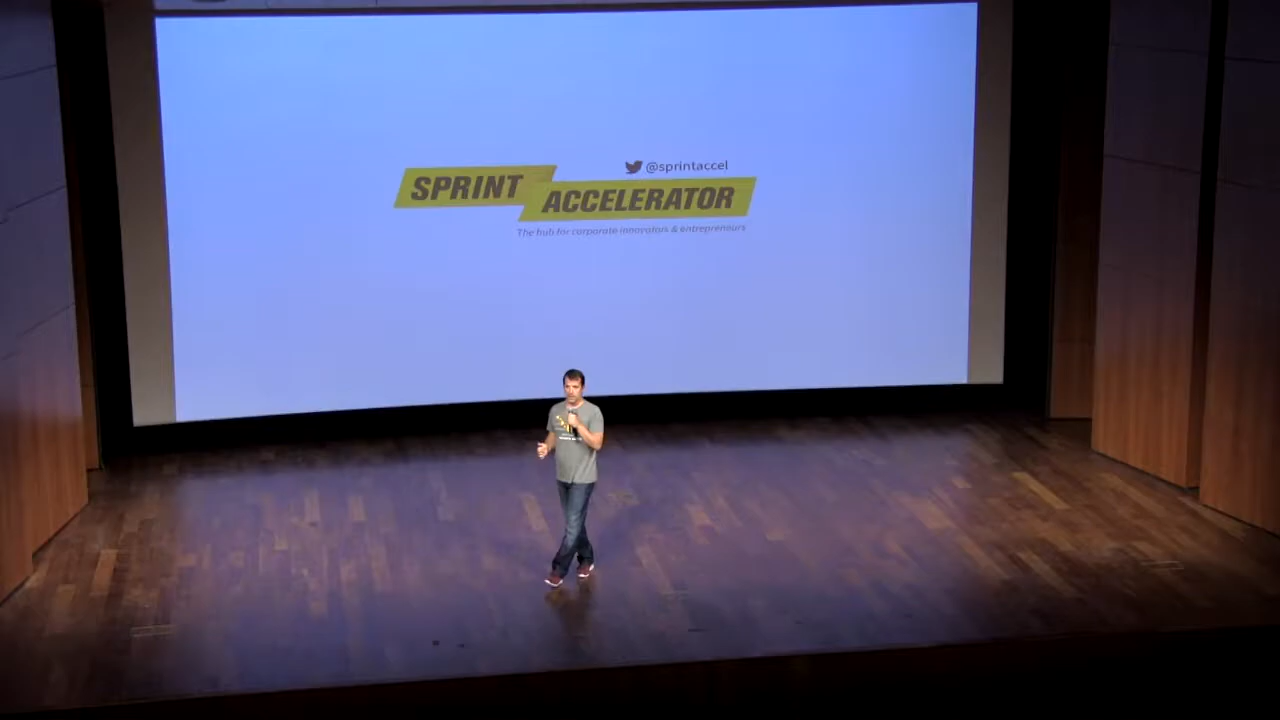 @sprintaccel
SPRINT
ACCELERATOR
The hub for corporate innovators & entrepreneurs